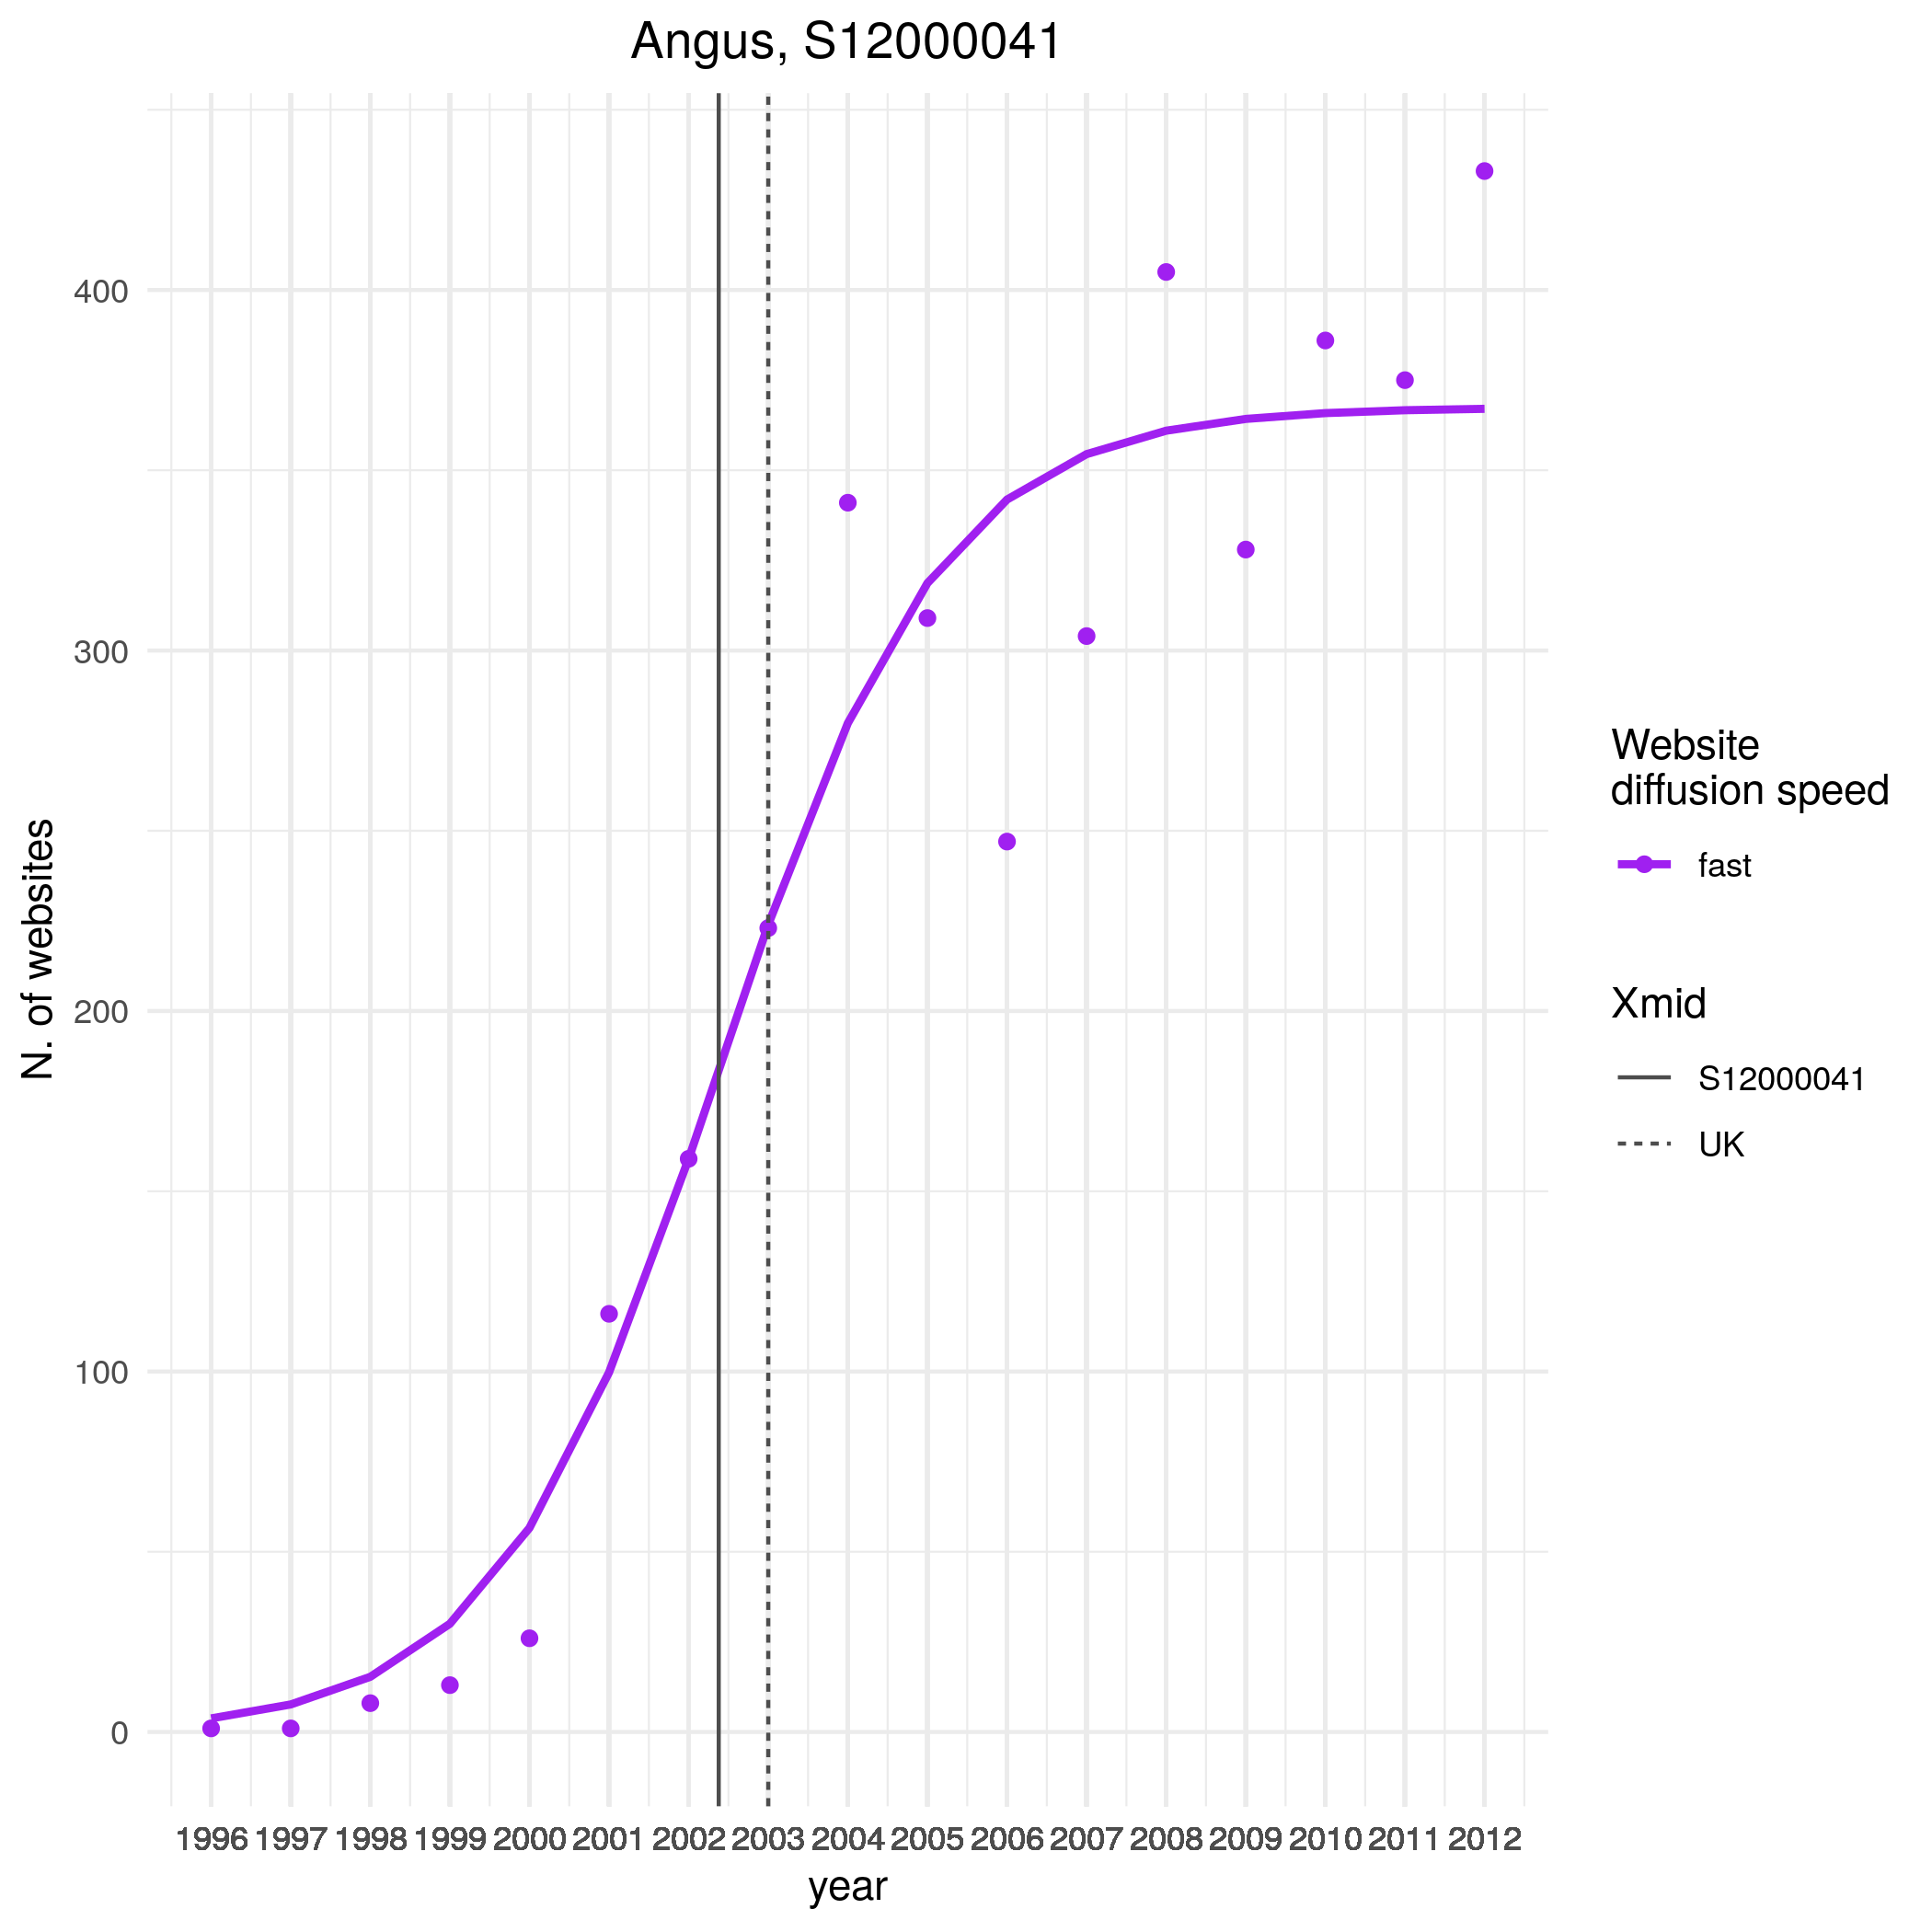 Angus, S12000041
N. of websites
400
300
200
100
0
1996 1997 1998 1999 2000 2001 2002 2003 2004 2005 2006 2007 2008 2009 2010 2011 2012
year
Website
diffusion speed
fast
Xmid
S12000041
UK